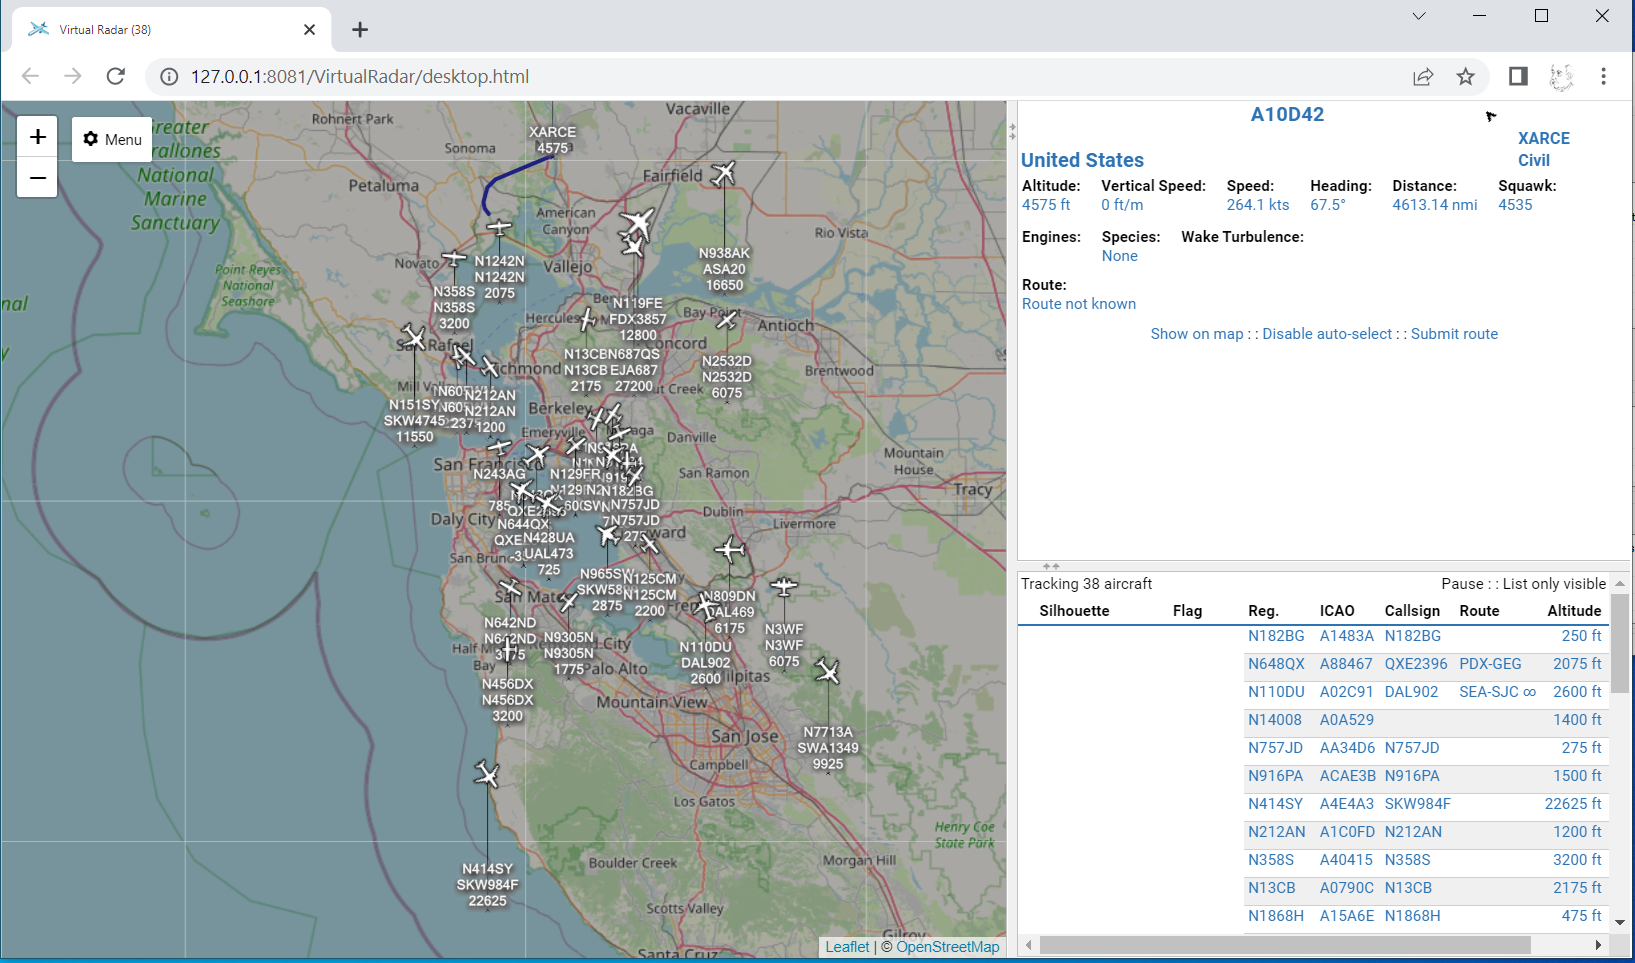 Virtual Radar (38)
127.0.0.1:8081/VirtualRadar/desktop.html
+
−
Menu
Greater
Farallones
National
Marine
Sanctuary
Rohnert Park
Vacaville
XARCE
4575
Sonoma
Petaluma
Fairfield
American
Canyon
Rio Vista
Novato
Vallejo
Point Reyes
National
Seashore
N1242N
N1242N
2075
N938AK
ASA20
16650
N358S
N358S
3200
N119FE
FDX3857
12800
Hercules
Bay Point
Antioch
San Rafael
Concord
N13CB
N13CB
2175
N687QS
EJA687
27200
N2532D
N2532D
6075
Brentwood
Mill Valley
Richmond
N212AN
N212AN
1200
N151SY
SKW4745
11550
2375
Berkeley
Emeryville
Danville
San Francisco
N243AG
785
San Ramon
Mountain
House
Tracy
N129FR
N182BG
N757JD
N757JD
275
Daly City
Dublin
Livermore
N644QX
N428UA
UAL473
725
San Bruno
San Mateo
N965SW
2875
N125CM
N125CM
2200
N809DN
DAL469
6175
N642ND
N642ND
3175
N9305N
N9305N
1775
N3WF
N3WF
6075
N110DU
DAL902
2600
Half Moon
Bay
Redwood City
Palo Alto
Milpitas
N456DX
N456DX
3200
Mountain View
San Jose
N7713A
SWA1349
9925
Campbell
Los Gatos
Henry Coe
State Park
N414SY
SKW984F
22625
Boulder Creek
Morgan Hill
Scotts Valley
Gilroy
Santa Cruz
Leaflet | © OpenStreetMap
A10D42
XARCE
United States
Civil
Altitude: Vertical Speed: Speed: Heading: Distance: Squawk:
4575 ft 0 ft/m 264.1 kts 67.5° 4613.14 nmi 4535
Engines: Species: Wake Turbulence:
None
Route:
Route not known
Show on map : : Disable auto-select : : Submit route
Tracking 38 aircraft Pause : : List only visible
Silhouette Flag Reg. ICAO Callsign Route Altitude
N182BG A1483A N182BG 250 ft
N648QX A88467 QXE2396 PDX-GEG 2075 ft
N110DU A02C91 DAL902 SEA-SJC ∞ 2600 ft
N14008 A0A529 1400 ft
N757JD AA34D6 N757JD 275 ft
N916PA ACAE3B N916PA 1500 ft
N414SY A4E4A3 SKW984F 22625 ft
N212AN A1C0FD N212AN 1200 ft
N358S A40415 N358S 3200 ft
N13CB A0790C N13CB 2175 ft
N1868H A15A6E N1868H 475 ft